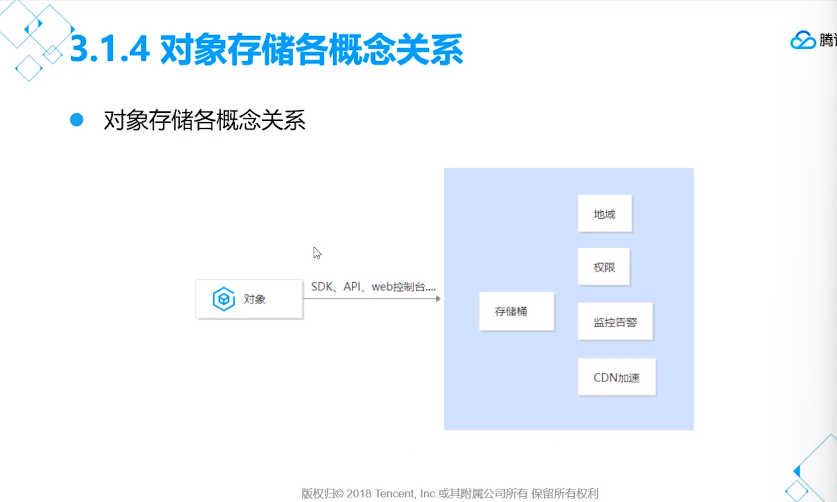 3.1.4 对象存储各概念关系
腾
对象存储各概念关系
地域
权限
对象
SDK、API、web控制台....
存储桶
监控告警
CDN加速
版权归© 2018 Tencent, Inc.或其附属公司所有 保留所有权利